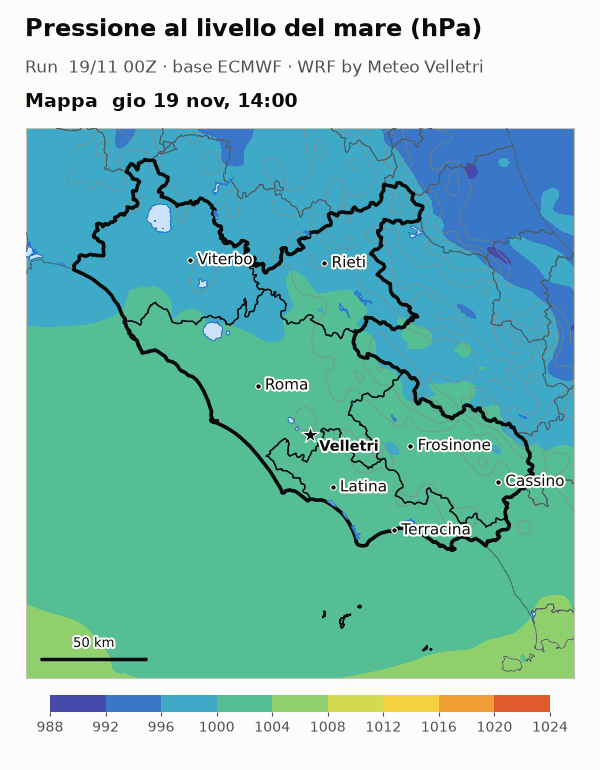 Pressione al livello del mare (hPa)
Run  19/11 00Z · base ECMWF · WRF by Meteo Velletri
Mappa  gio 19 nov, 14:00
Viterbo
Rieti
Roma
Velletri
Frosinone
Cassino
Latina
Terracina
50 km
988 992 996 1000 1004 1008 1012 1016 1020 1024